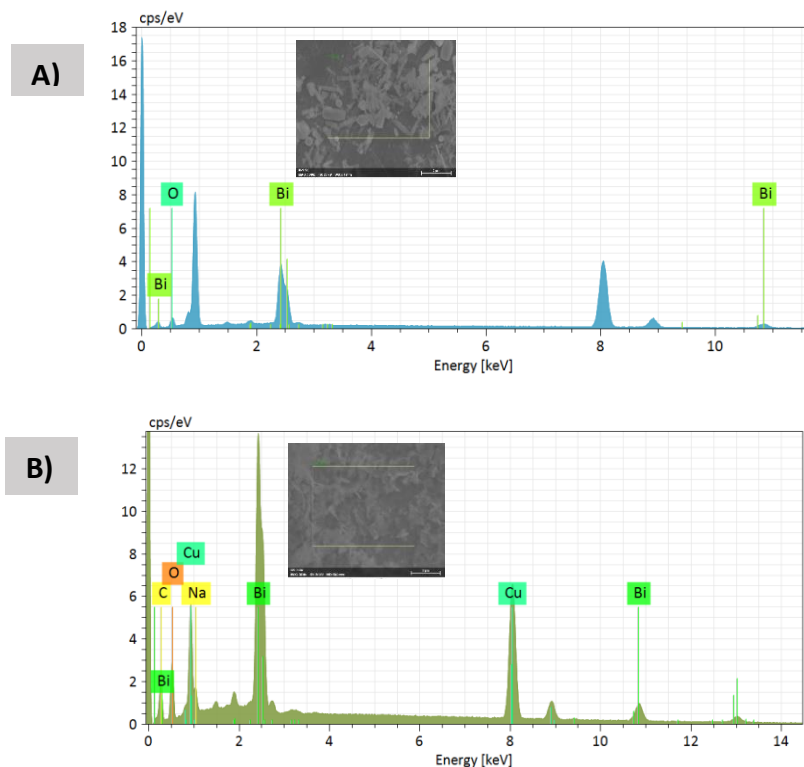 A)
cps/eV
18
16
14
12
10
8
6
4
2
0
O
Bi
Bi
Bi
0 2 4 6 8 10
Energy [keV]
B)
cps/eV
12
10
8
6
4
2
0
Cu
O
C Na Bi Cu Bi
Bi
0 2 4 6 8 10 12 14
Energy [keV]